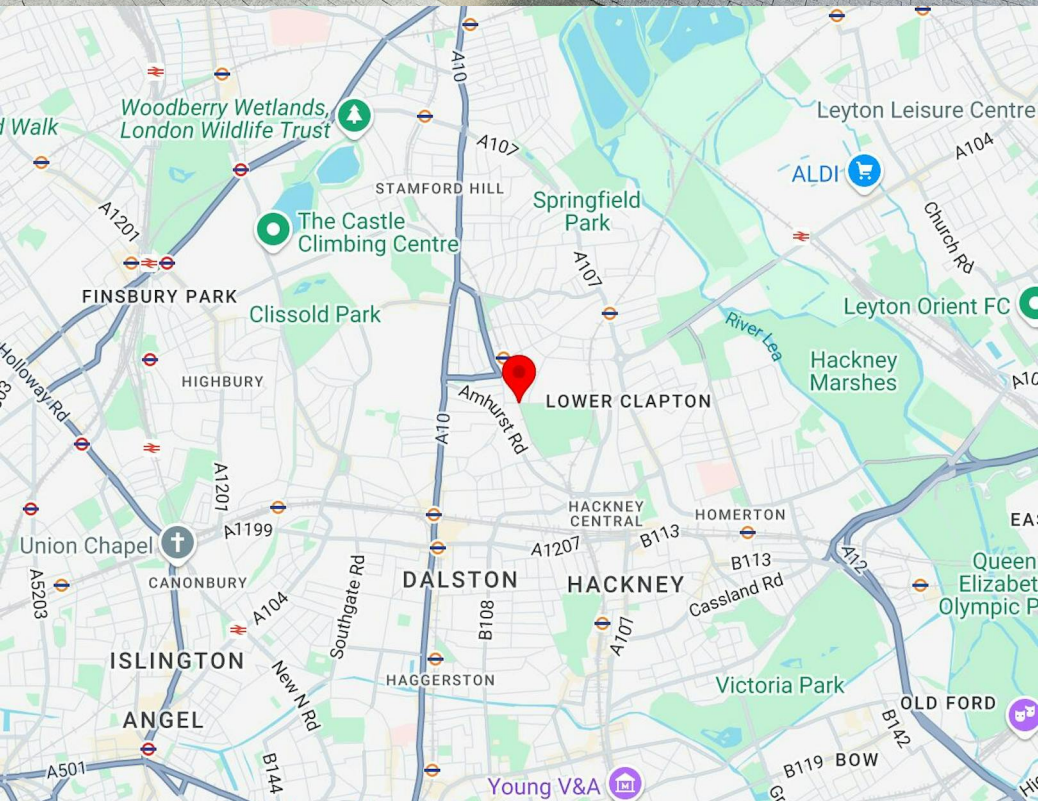 A10
Woodberry Wetlands,
London Wildlife Trust
Leyton Leisure Centre
A104
Walk
A107
ALDI
STAMFORD HILL
Springfield
Park
A1201
The Castle
Climbing Centre
Church Rd
A107
FINSBURY PARK
Clissold Park
Leyton Orient FC
River Lea
Holloway Rd
HIGHBURY
Hackney
Marshes
Amhurst Rd
LOWER CLAPTON
A10
A1201
HACKNEY
CENTRAL
HOMERTON
A1199
B113
Union Chapel
A1207
A12
B113
CANONBURY
DALSTON
HACKNEY
Cassland Rd
Queen
Elizabet
Olympic P
A5203
A104
Southgate Rd
B108
A107
ISLINGTON
HAGGERSTON
New N Rd
Victoria Park
OLD FORD
ANGEL
B142
A501
B144
B119
BOW
Young V&A